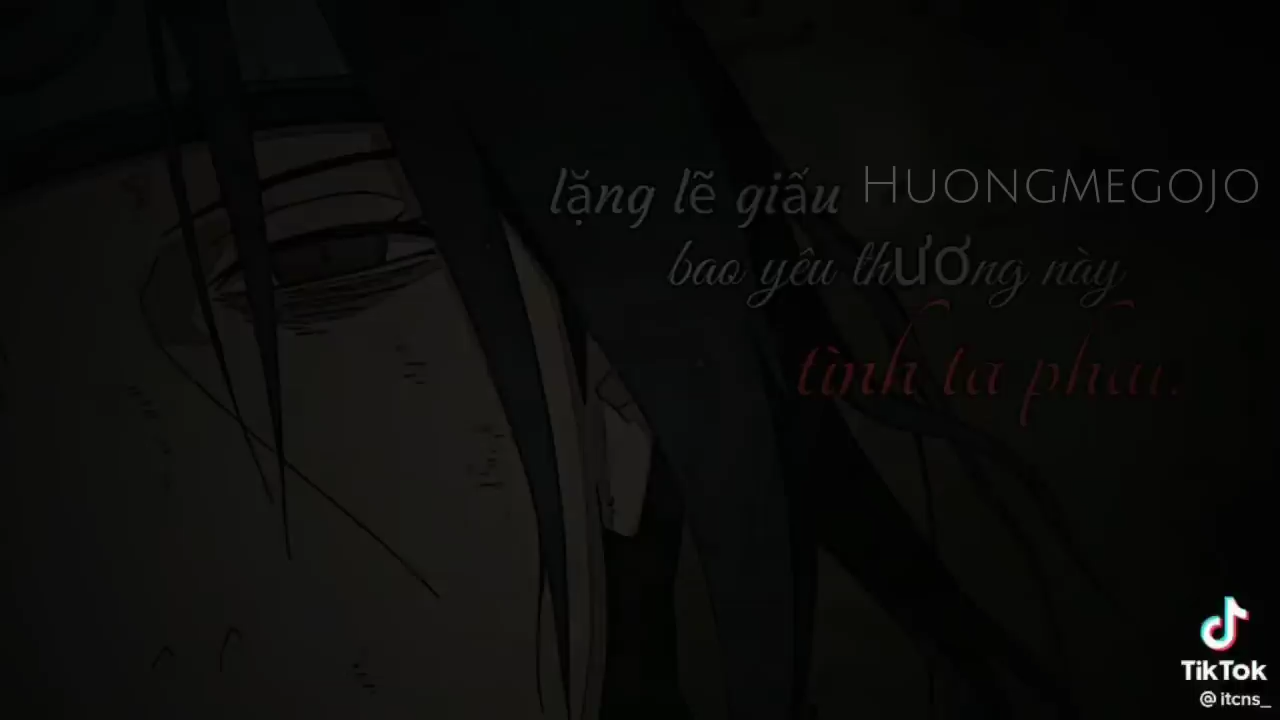 lặng lẽ giấu HUONGMEGOJO
bao yêu thương này
tình ta phai.
TikTok
@itcns_